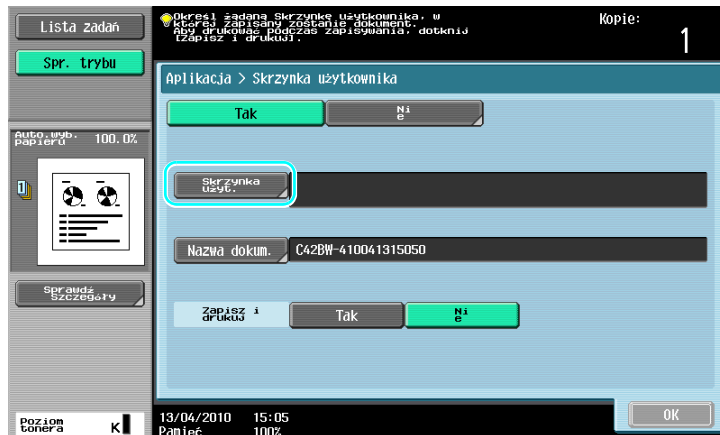 Lista zadań
Określ żądaną Skrzynkę użytkownika, w
której zapisany zostanie dokument.
Aby drukować podczas zapisywania, dotknij
[Zapisz i drukuj].
Kopie:
1
Spr. trybu
Aplikacja > Skrzynka użytkownika
Tak
Ni
e
Auto.wyb.
papieru
100.0%
1
Skrzynka
użyt.
Nazwa dokum.
C42BW-410041315050
Sprawdź
Szczegóły
Zapisz i
drukuj
Tak
Ni
e
OK
Poziom
tonera
K
13/04/2010 15:05
Pamięć 100%